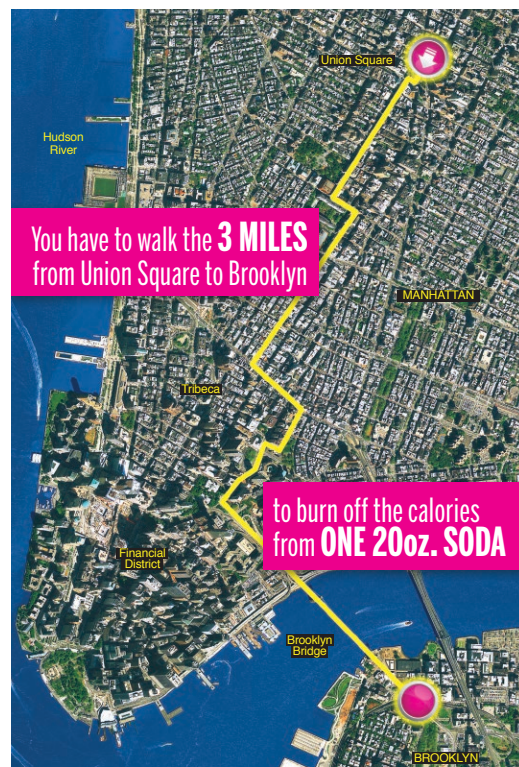 Union Square
Hudson
River
You have to walk the 3 MILES
from Union Square to Brooklyn
MANHATTAN
Tribeca
to burn off the calories
from ONE 20oz. SODA
Financial
District
Brooklyn
Bridge
BROOKLYN